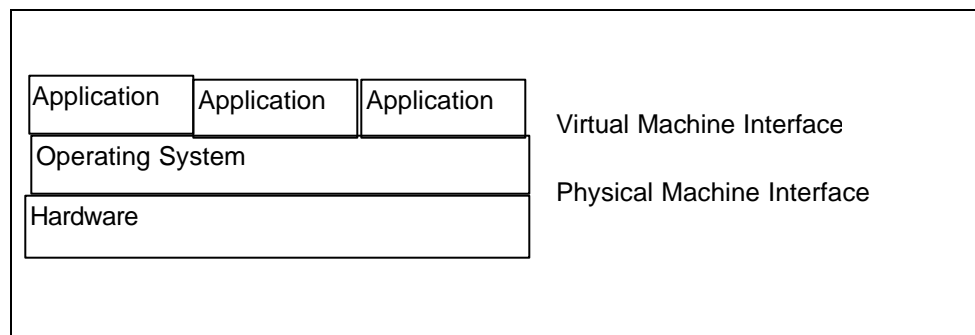 Application
Application
Application
Virtual Machine Interface
Operating System
Physical Machine Interface
Hardware